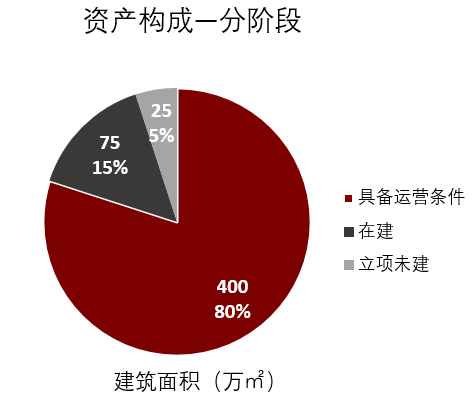 资产构成—分阶段
25
5%
75
15%
具备运营条件
在建
立项未建
400
80%
建筑面积（万㎡）